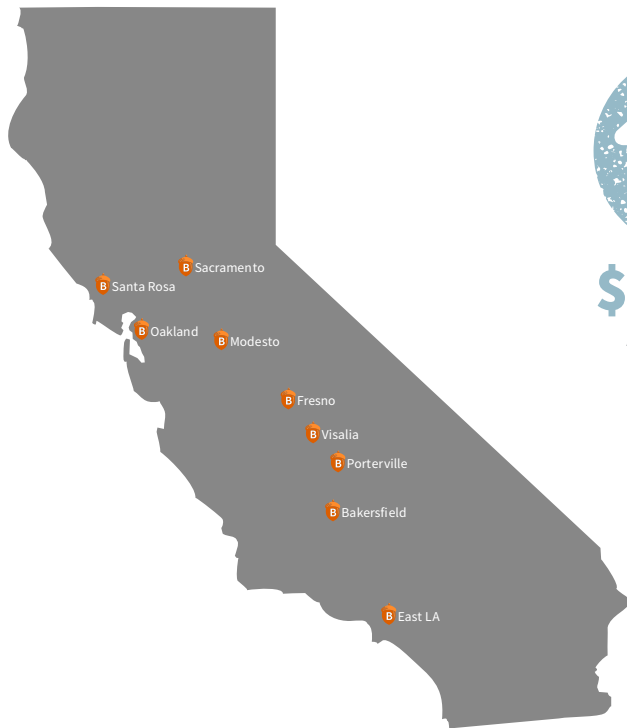 B Sacramento
B Santa Rosa
B Oakland
B Modesto
B Fresno
B Visalia
B Porterville
B Bakersfield
B East LA
$